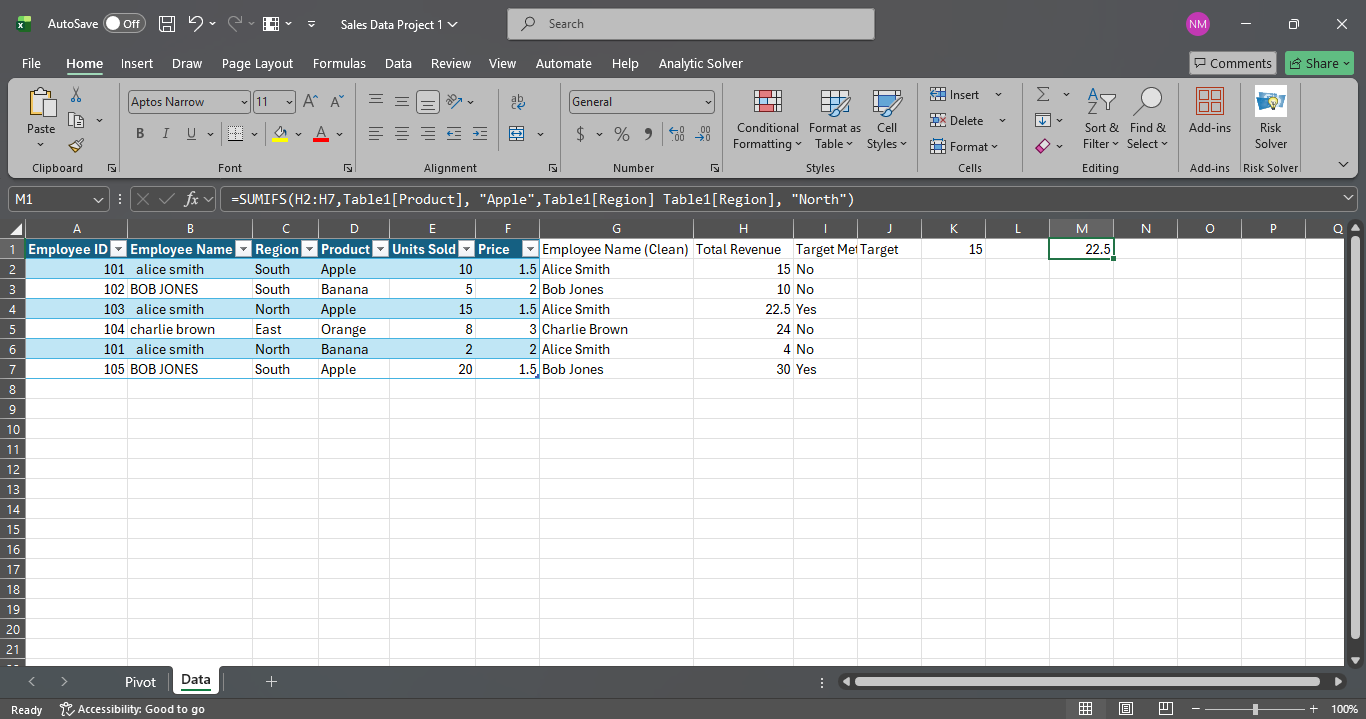 AutoSave Off Sales Data Project 1 Search NM
File Home Insert Draw Page Layout Formulas Data Review View Automate Help Analytic Solver Comments Share
Paste
Clipboard
Aptos Narrow 11
B I U A
Font
ab
Alignment
General
$ % 9 .00 .00
Number
Conditional Formatting
Format as Table
Cell Styles
Styles
Insert
Delete
Format
Cells
Sort & Filter
Find & Select
Editing
Add-ins
Add-ins
Risk Solver
Risk Solver
M1 fx =SUMIFS(H2:H7,Table1[Product], "Apple",Table1[Region] Table1[Region], "North")
A B C D E F G H I J K L M N O P Q
1 Employee ID Employee Name Region Product Units Sold Price Employee Name (Clean) Total Revenue Target Met Target 15 22.5
2 101 alice smith South Apple 10 1.5 Alice Smith 15 No
3 102 BOB JONES South Banana 5 2 Bob Jones 10 No
4 103 alice smith North Apple 15 1.5 Alice Smith 22.5 Yes
5 104 charlie brown East Orange 8 3 Charlie Brown 24 No
6 101 alice smith North Banana 2 2 Alice Smith 4 No
7 105 BOB JONES South Apple 20 1.5 Bob Jones 30 Yes
8
9
10
11
12
13
14
15
16
17
18
19
20
21
Pivot Data
Ready Accessibility: Good to go 100%